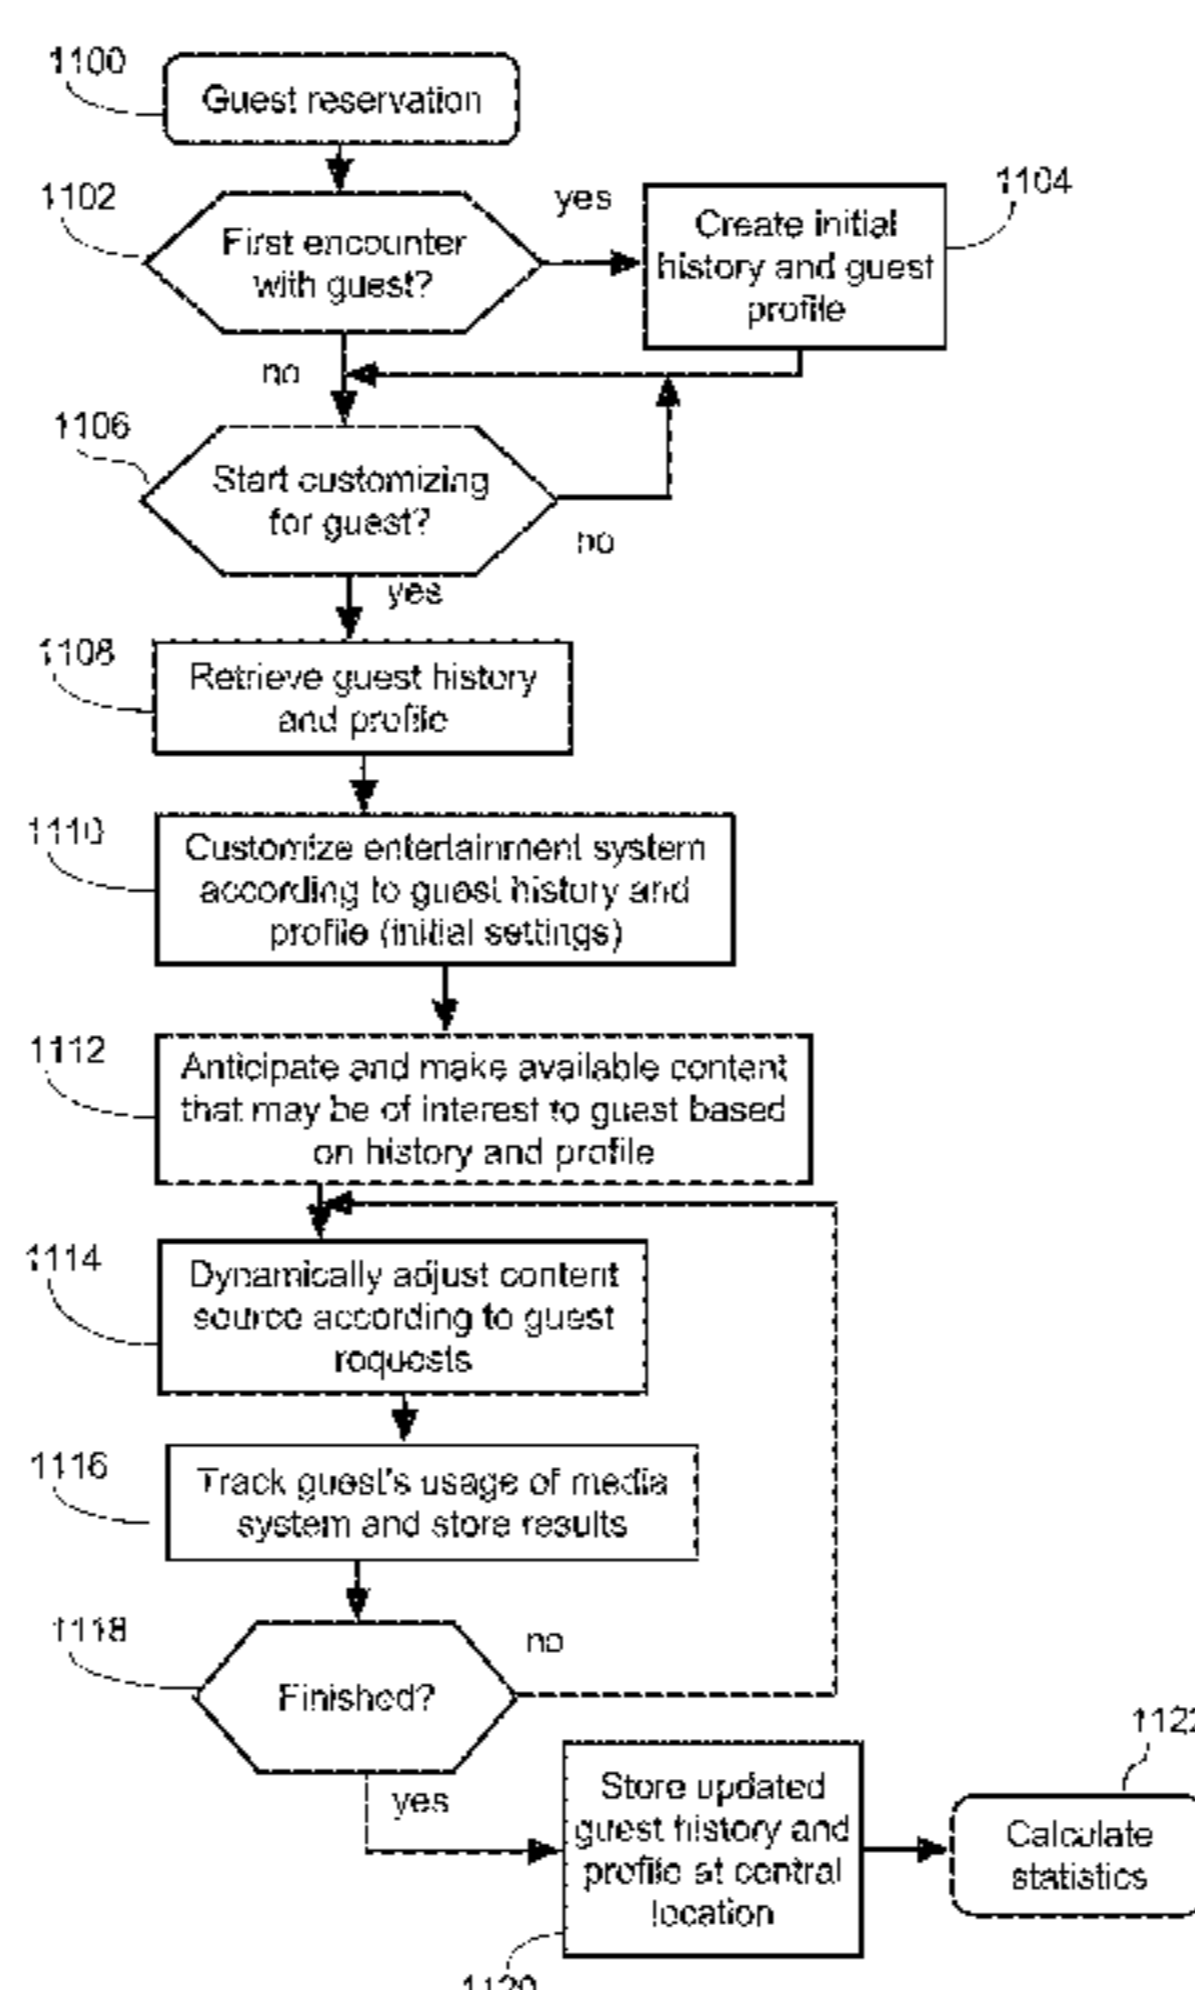 1100
Guest reservation
1102
First encounter
with guest?
yes
1104
Create initial
history and guest
profile
no
1106
Start customizing
for guest?
no
yes
1108
Retrieve guest history
and profile
1110
Customize entertainment system
according to guest history and
profile (initial settings)
1112
Anticipate and make available content
that may be of interest to guest based
on history and profile
1114
Dynamically adjust content
source according to guest
requests
1116
Track guest's usage of media
system and store results
1118
Finished?
no
yes
Store updated
guest history and
profile at central
location
1120
1122
Calculate
statistics